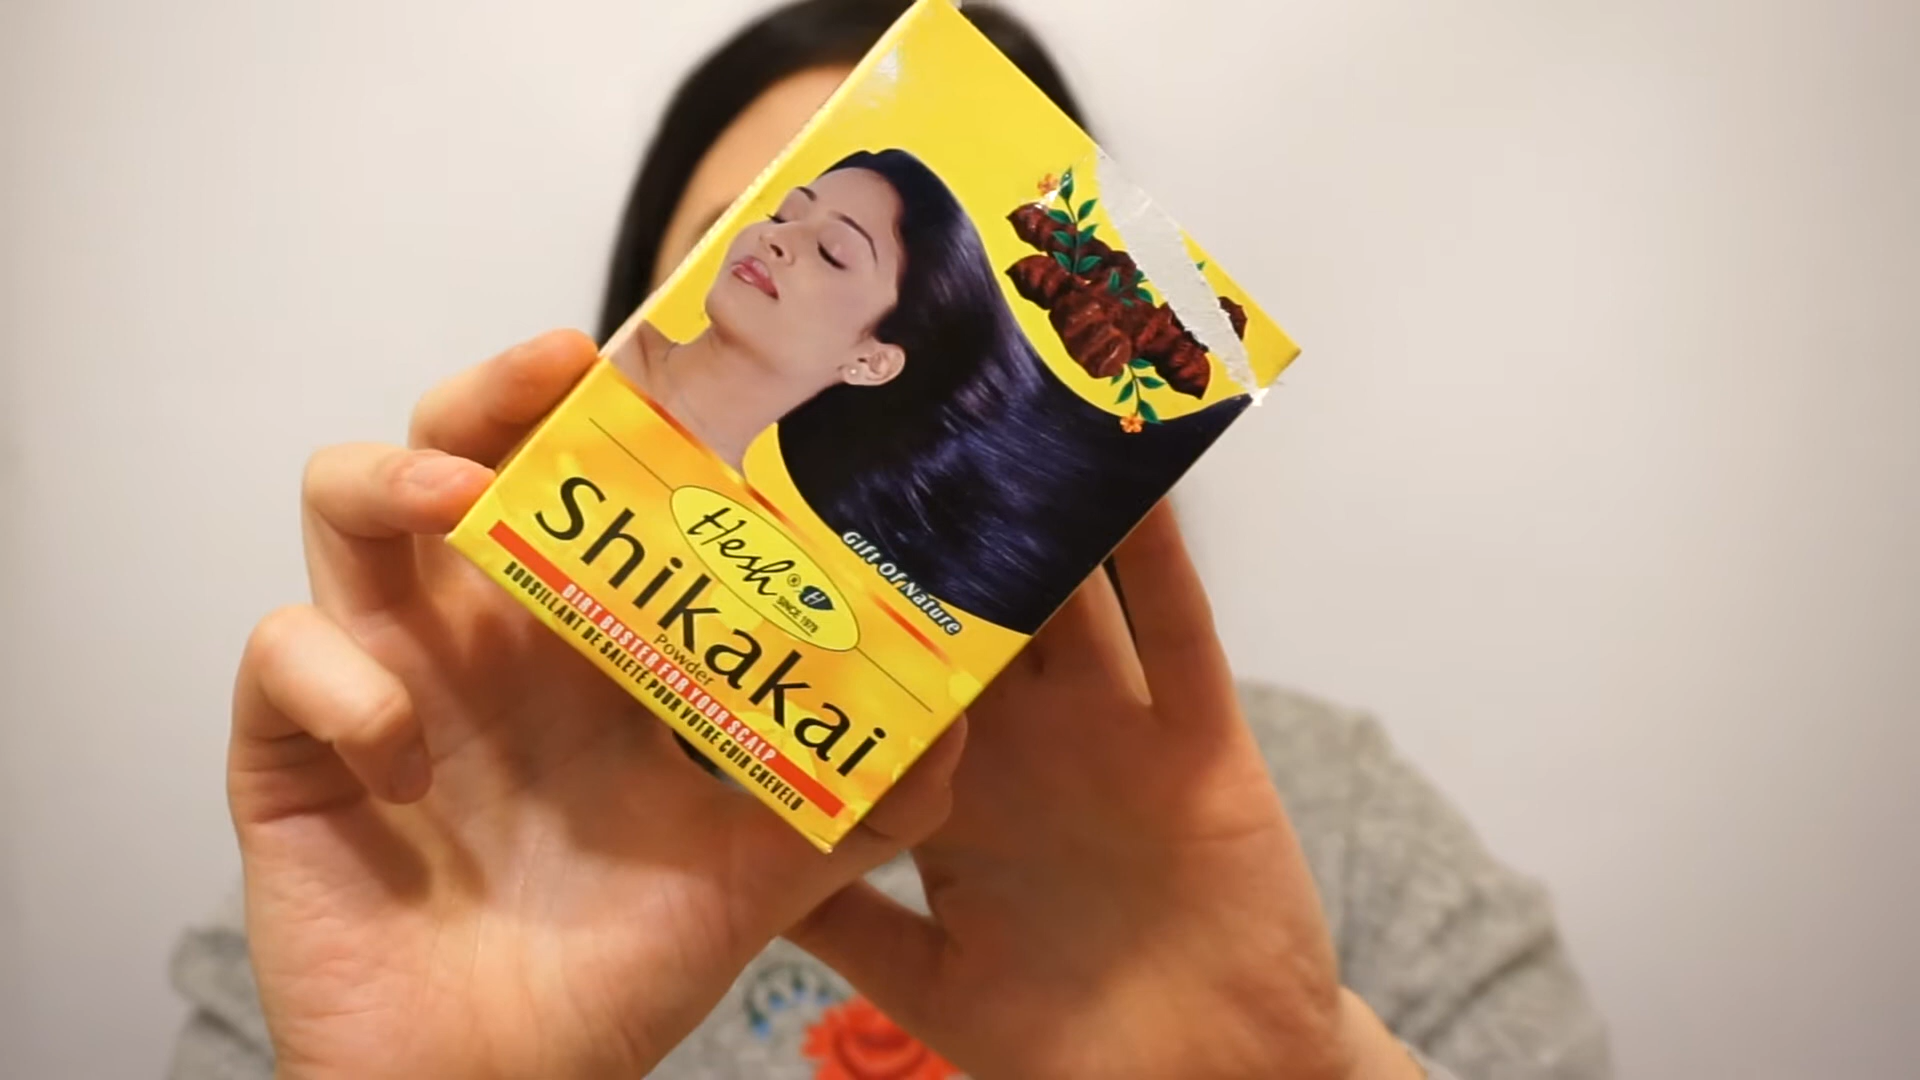 Gift Of Nature
Hesh®
H
SINCE 1978
Shikakai
Powder
DIRT BUSTER FOR YOUR SCALP
BOUSILLANT DE SALETE POUR VOTRE CUIR CHEVELU